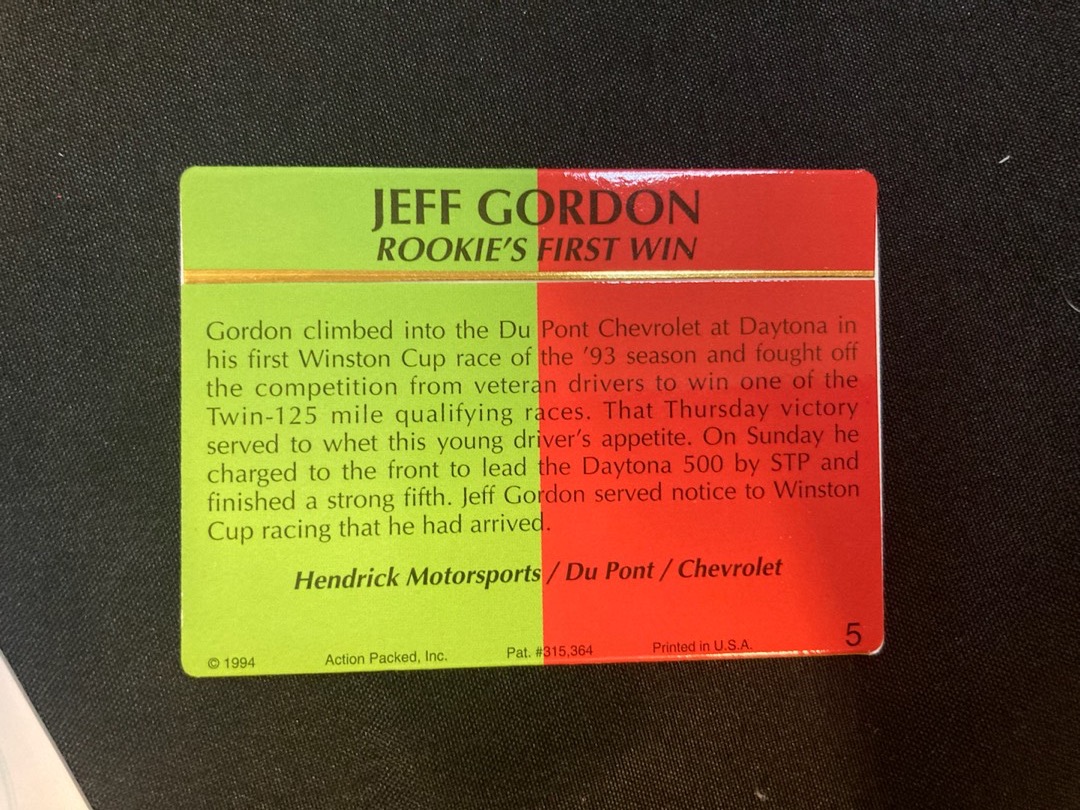 JEFF GORDON
ROOKIE'S FIRST WIN
Gordon climbed into the Du Pont Chevrolet at Daytona in
his first Winston Cup race of the '93 season and fought off
the competition from veteran drivers to win one of the
Twin-125 mile qualifying races. That Thursday victory
served to whet this young driver's appetite. On Sunday he
charged to the front to lead the Daytona 500 by STP and
finished a strong fifth. Jeff Gordon served notice to Winston
Cup racing that he had arrived.
Hendrick Motorsports / Du Pont / Chevrolet
© 1994 Action Packed, Inc. Pat. #315,364 Printed in U.S.A. 5